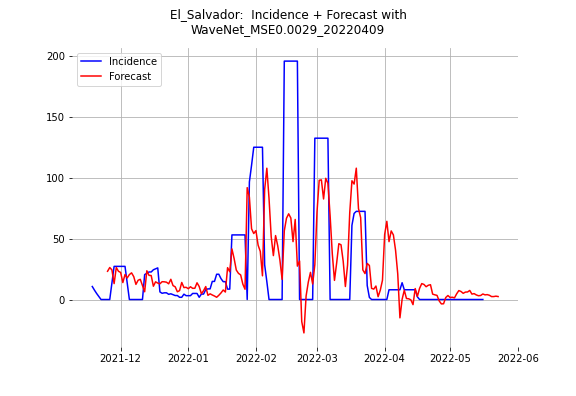 El_Salvador:  Incidence + Forecast with
WaveNet_MSE0.0029_20220409
Incidence
Forecast
200
150
100
50
0
2021-12 2022-01 2022-02 2022-03 2022-04 2022-05 2022-06